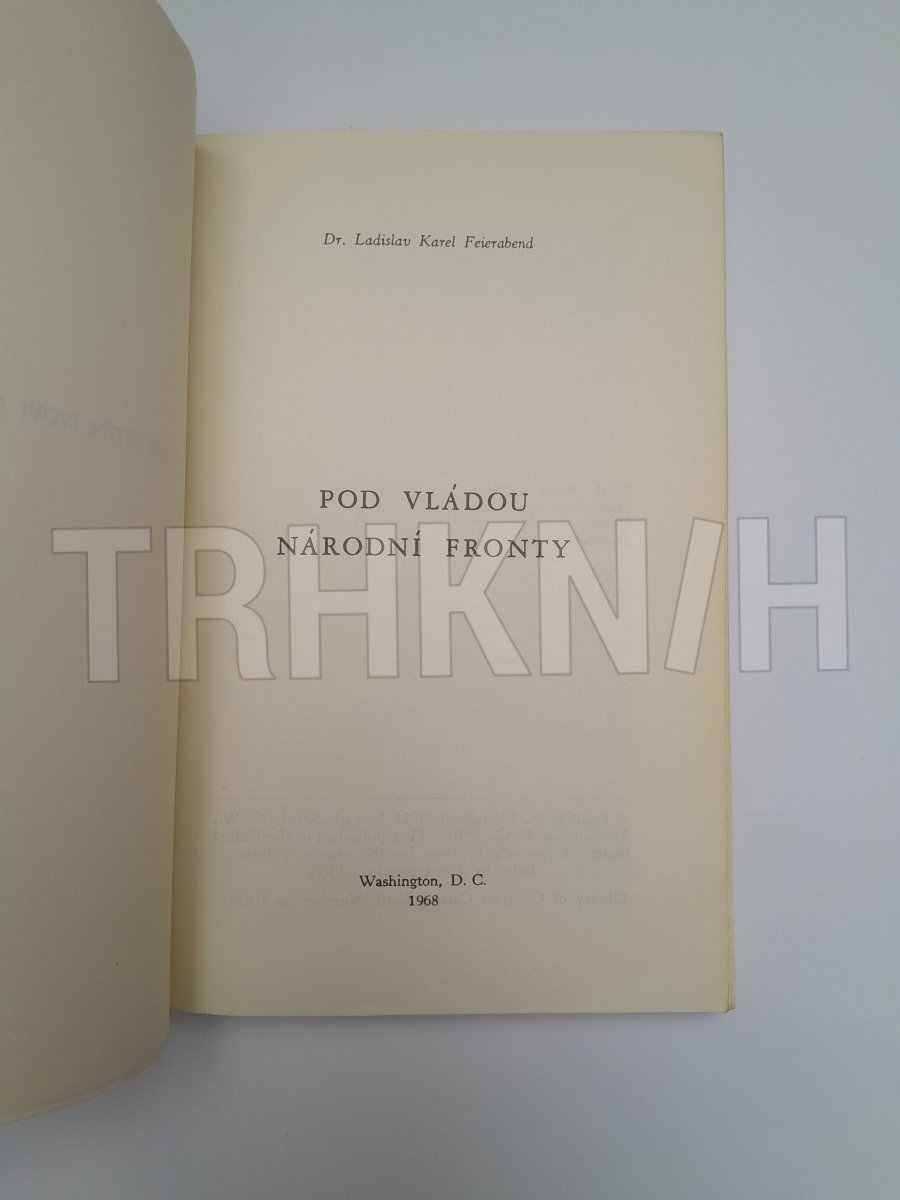 Dr. Ladislav Karel Feierabend
POD VLÁDOU
NÁRODNÍ FRONTY
TRHKNIH
Washington, D. C.
1968